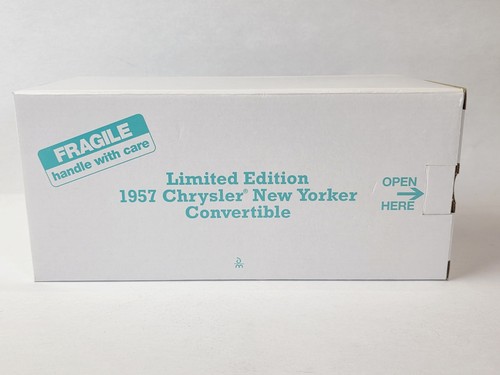 FRAGILE
handle with care
Limited Edition
1957 Chrysler® New Yorker
Convertible
OPEN
HERE